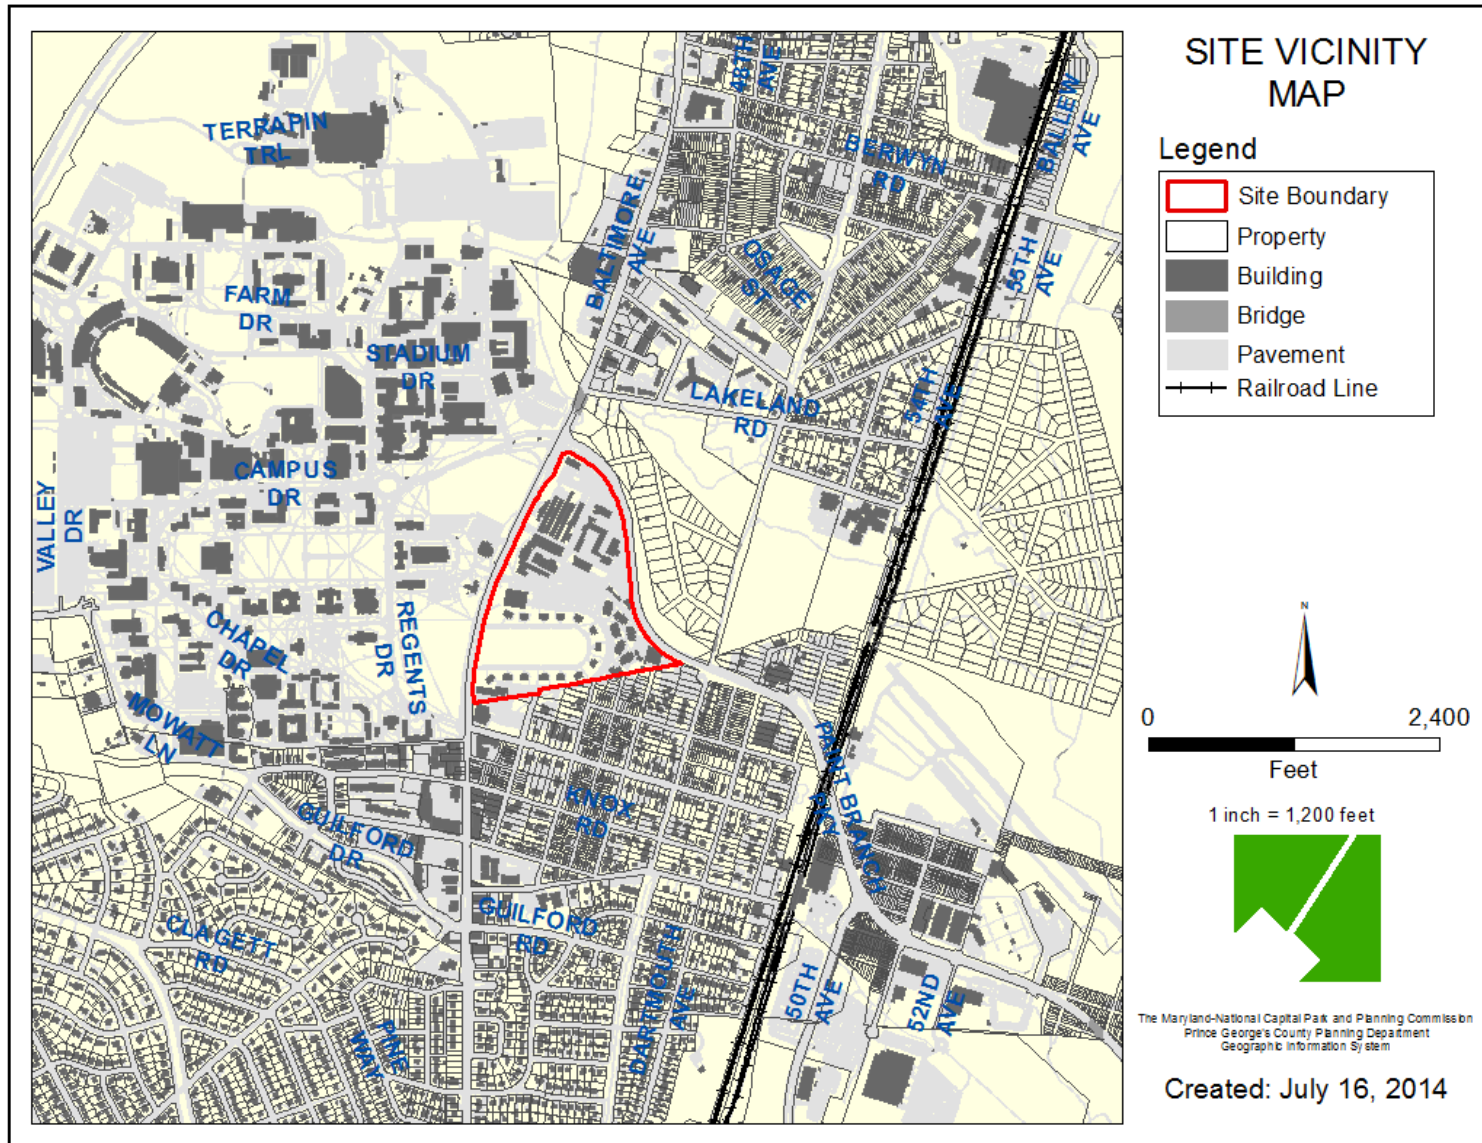 SITE VICINITY
MAP
Legend
Site Boundary
Property
Building
Bridge
Pavement
Railroad Line
N
0 2,400
Feet
1 inch = 1,200 feet
The Maryland-National Capital Park and Planning Commission
Prince George's County Planning Department
Geographic Information System
Created: July 16, 2014
48TH
AVE
BALLEW
AVE
TERRAPIN
TRL
BERWYN
RD
BALTIMORE
AVE
OSAGE
ST
55TH
AVE
FARM
DR
STADIUM
DR
LAKELAND
RD
54TH
AVE
CAMPUS
DR
VALLEY
DR
CHAPEL
DR
REGENTS
DR
MOWATT
LN
PAINT BRANCH
PKY
KNOX
RD
GUILFORD
DR
GUILFORD
RD
CLAGETT
RD
DARTMOUTH
AVE
50TH
AVE
52ND
AVE
PINE
WAY